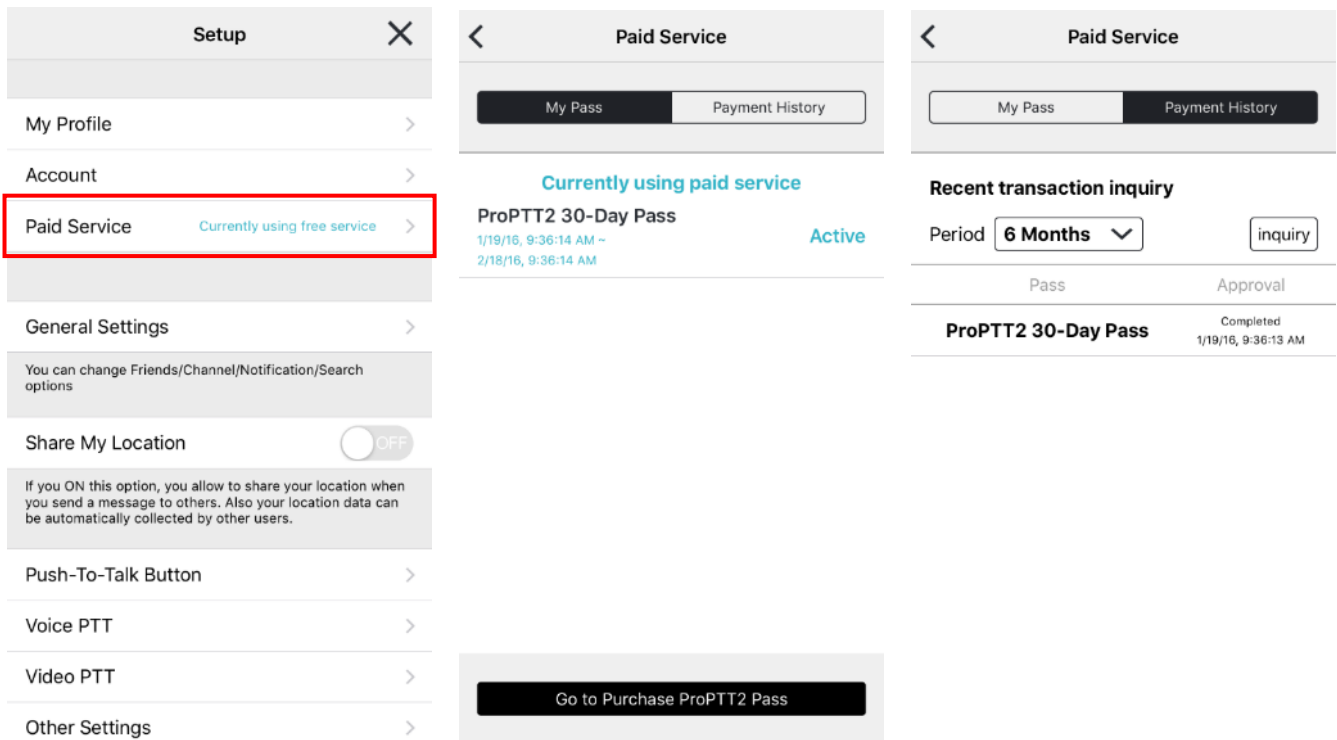 Setup
My Profile
Account
Paid Service Currently using free service
General Settings
You can change Friends/Channel/Notification/Search
options
Share My Location OFF
If you ON this option, you allow to share your location when
you send a message to others. Also your location data can
be automatically collected by other users.
Push-To-Talk Button
Voice PTT
Video PTT
Other Settings
Paid Service
My Pass Payment History
Currently using paid service
ProPTT2 30-Day Pass
1/19/16, 9:36:14 AM ~
Active
2/18/16, 9:36:14 AM
Go to Purchase ProPTT2 Pass
Paid Service
My Pass Payment History
Recent transaction inquiry
Period 6 Months inquiry
Pass Approval
ProPTT2 30-Day Pass
Completed
1/19/16, 9:36:13 AM